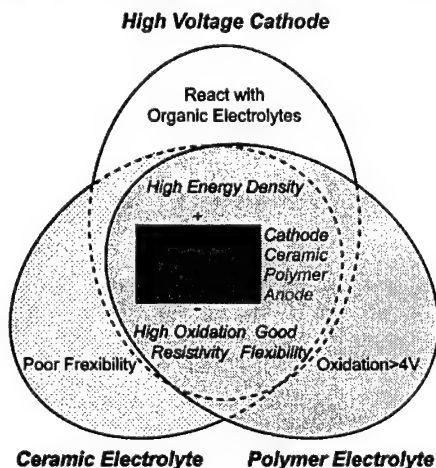 High Voltage Cathode
React with
Organic Electrolytes
High Energy Density
+
Cathode
Ceramic
Polymer
Anode
-
High Oxidation Good
Resistivity Flexibility
Poor Frexibility
Oxidation>4V
Ceramic Electrolyte Polymer Electrolyte